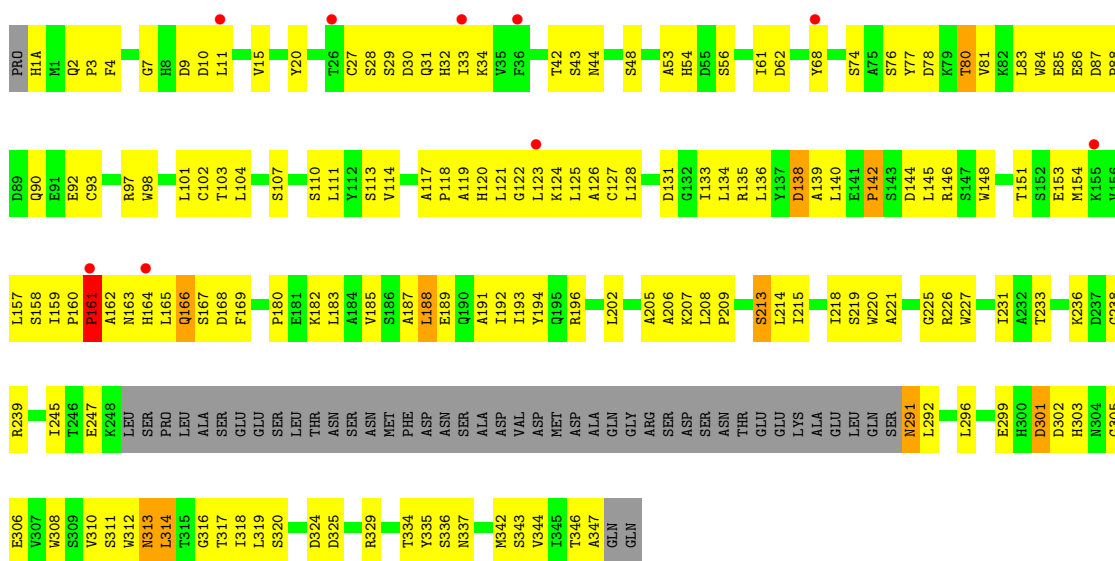 PRO H1A M1 Q2 P3 F4 G7 H8 D9 D10 L11 V15 Y20 T26 C27 S28 S29 D30 Q31 H32 I33 K34 V35 F36 T42 S43 N44 S48 A53 H54 D55 S56 I61 D62 Y68 S74 A75 S76 Y77 D78 K79 T80 V81 K82 L83 W84 E85 E86 D87 P88
D89 Q90 E91 E92 C93 R97 W98 L101 C102 T103 L104 S107 S110 L111 Y112 S113 V114 A117 P118 A119 H120 L121 G122 L123 K124 L125 A126 C127 L128 D131 G132 I133 L134 R135 L136 Y137 D138 A139 L140 E141 P142 S143 D144 L145 R146 S147 W148 T151 S152 E153 M154 K155 V156
L157 S158 I159 P160 P161 A162 N163 H164 L165 Q166 S167 D168 F169 P180 E181 K182 L183 A184 V185 S186 A187 L188 E189 Q190 A191 I192 I193 Y194 Q195 R196 L202 A205 A206 K207 L208 P209 S213 L214 I215 I218 S219 W220 A221 G225 R226 W227 I231 A232 T233 K236 D237 G238
R239 I245 T246 E247 K248 LEU SER PRO LEU ALA SER GLU GLU SER LEU THR ASN SER ASN MET PHE ASP ASN SER ALA ASP VAL ASP MET ASP ALA GLN GLY ARG SER ASP SER ASN THR GLU GLU LYS ALA GLU LEU GLN SER N291 L292 L296 E299 H300 D301 D302 H303 N304 G305
E306 V307 W308 S309 V310 S311 W312 N313 L314 T315 G316 T317 I318 L319 S320 D324 D325 R329 T334 Y335 S336 N337 M342 S343 V344 I345 T346 A347 GLN GLN